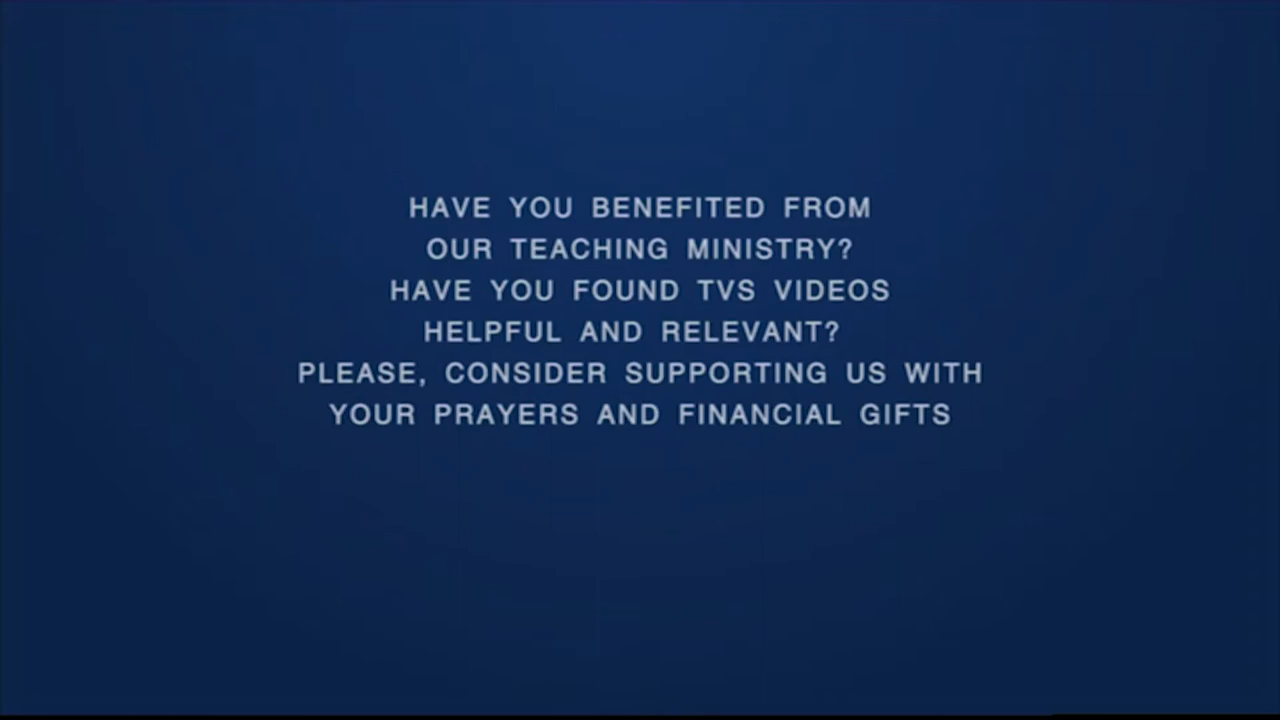 HAVE YOU BENEFITED FROM
OUR TEACHING MINISTRY?
HAVE YOU FOUND TVS VIDEOS
HELPFUL AND RELEVANT?
PLEASE, CONSIDER SUPPORTING US WITH
YOUR PRAYERS AND FINANCIAL GIFTS